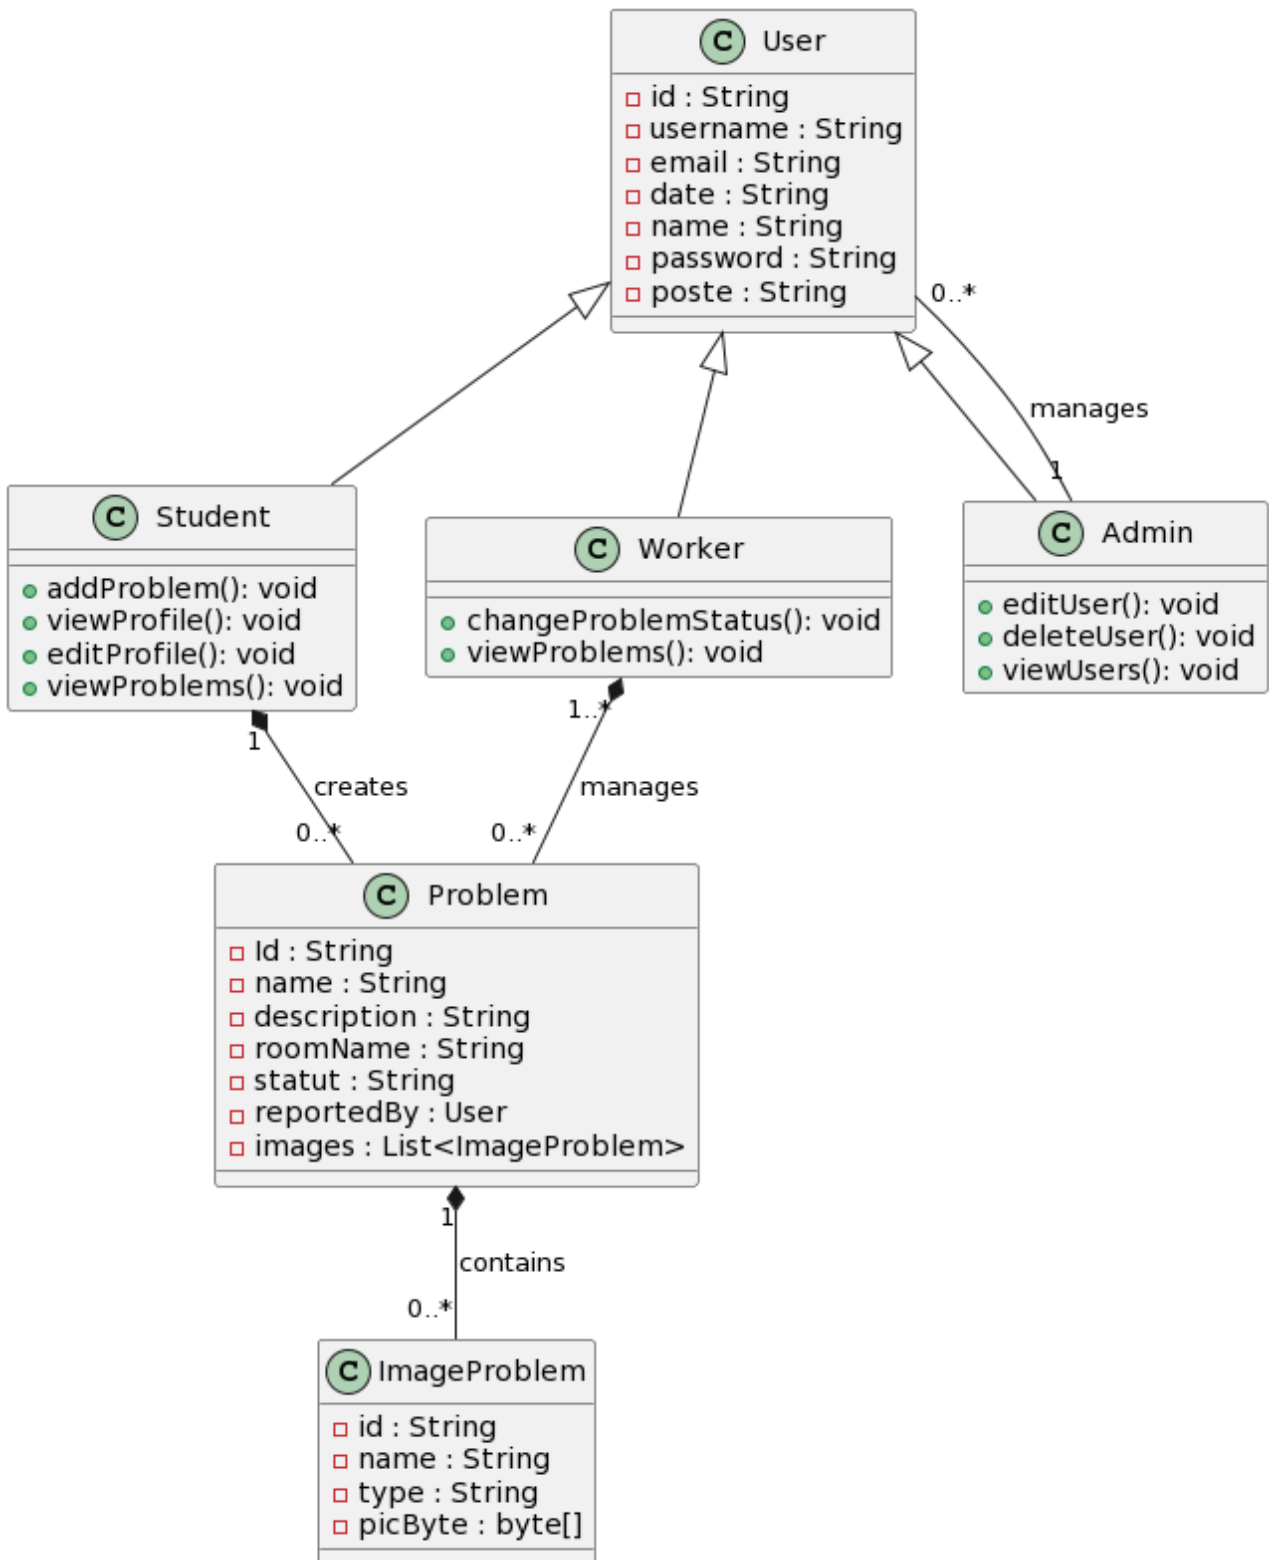 C User
id : String
username : String
email : String
date : String
name : String
password : String
poste : String
0..*
manages
1
C Student
addProblem(): void
viewProfile(): void
editProfile(): void
viewProblems(): void
C Worker
changeProblemStatus(): void
viewProblems(): void
C Admin
editUser(): void
deleteUser(): void
viewUsers(): void
1
creates
0..*
1..*
manages
0..*
C Problem
Id : String
name : String
description : String
roomName : String
statut : String
reportedBy : User
images : List<ImageProblem>
1
contains
0..*
C ImageProblem
id : String
name : String
type : String
picByte : byte[]